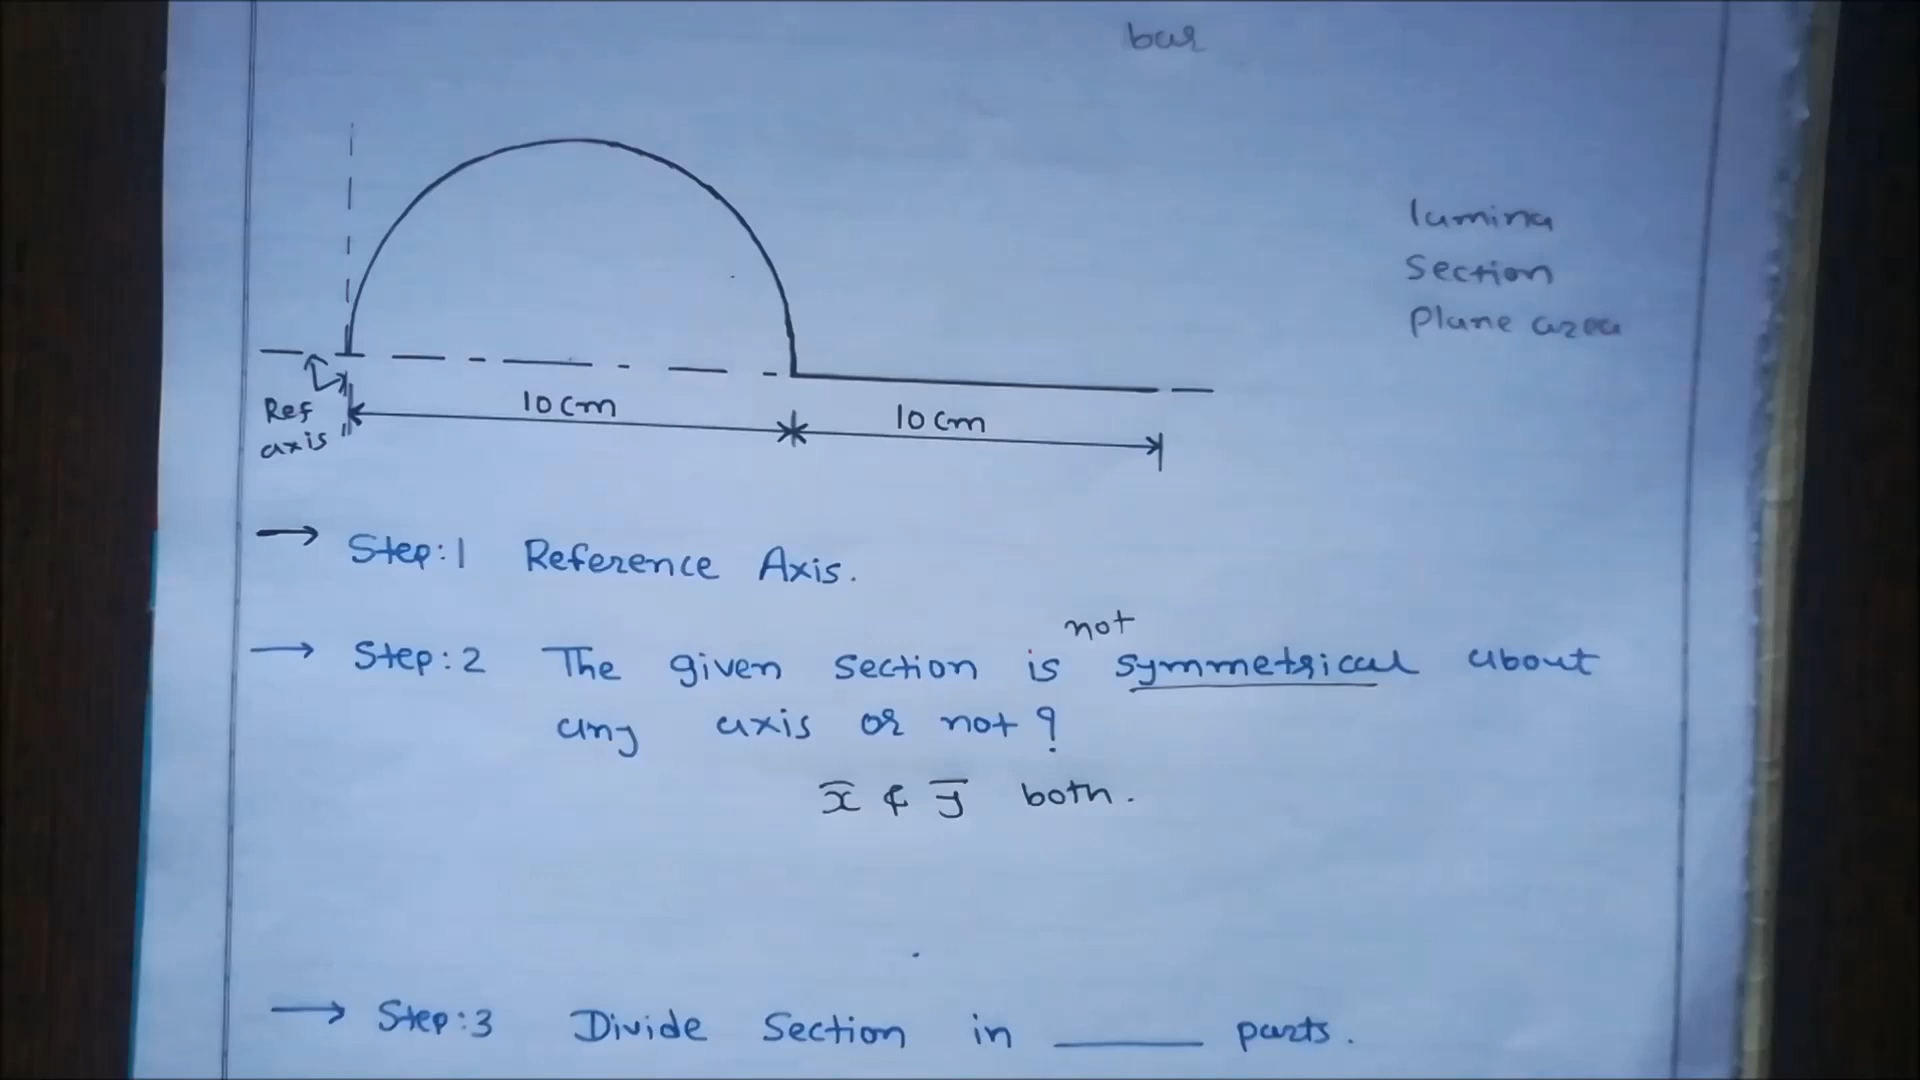 bar
lamina
section
Plane area
10 cm
10 cm
Ref
axis
→ Step:1 Reference Axis.
not
→ Step:2 The given section is symmetrical about
any axis or not?
x̅ & y̅ both.
→ Step:3 Divide Section in ______ parts.